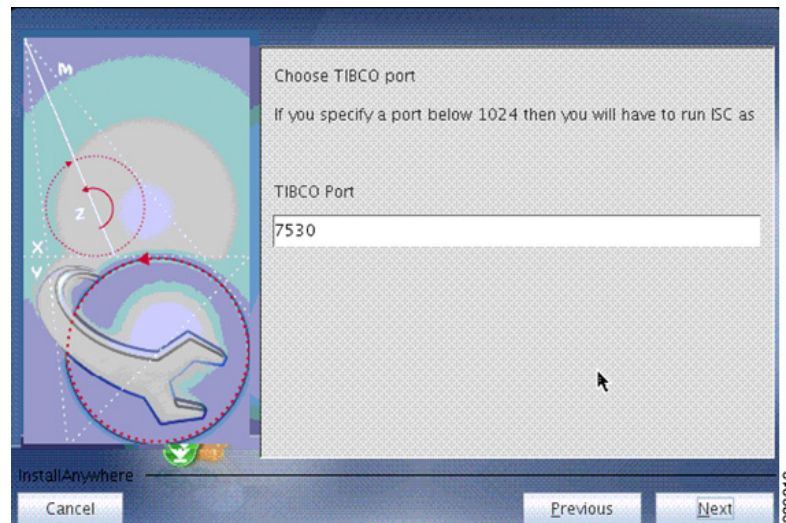 M
Z
X
Y
Choose TIBCO port
If you specify a port below 1024 then you will have to run ISC as
TIBCO Port
7530
InstallAnywhere
Cancel
Previous
Next